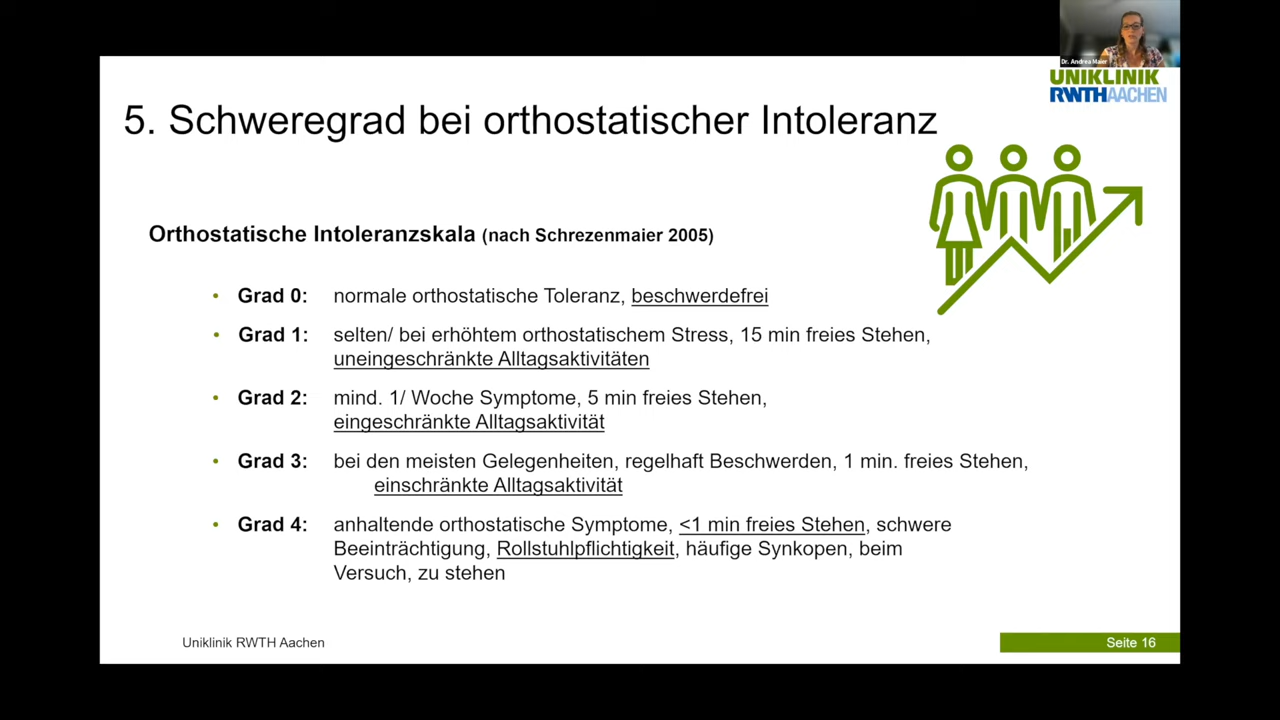 Dr. Andrea Maier
UNIKLINIK
RWTHAACHEN
5. Schweregrad bei orthostatischer Intoleranz
Orthostatische Intoleranzskala (nach Schrezenmaier 2005)
• Grad 0: normale orthostatische Toleranz, beschwerdefrei
• Grad 1: selten/ bei erhöhtem orthostatischem Stress, 15 min freies Stehen,
uneingeschränkte Alltagsaktivitäten
• Grad 2: mind. 1/ Woche Symptome, 5 min freies Stehen,
eingeschränkte Alltagsaktivität
• Grad 3: bei den meisten Gelegenheiten, regelhaft Beschwerden, 1 min. freies Stehen,
einschränkte Alltagsaktivität
• Grad 4: anhaltende orthostatische Symptome, <1 min freies Stehen, schwere
Beeinträchtigung, Rollstuhlpflichtigkeit, häufige Synkopen, beim
Versuch, zu stehen
Uniklinik RWTH Aachen
Seite 16